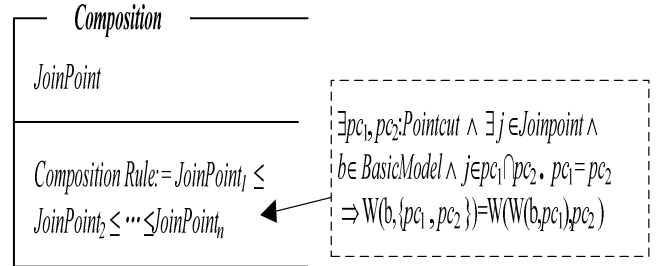 Composition
JoinPoint
Composition Rule:= JoinPoint₁ ≤
JoinPoint₂ ≤ ··· ≤JoinPointₙ
∃pc₁, pc₂:Pointcut ∧ ∃ j ∈Joinpoint ∧
b∈ BasicModel ∧ j∈pc₁⋂pc₂ . pc₁= pc₂
⇒W(b,{pc₁ , pc₂ })=W(W(b,pc₁),pc₂ )